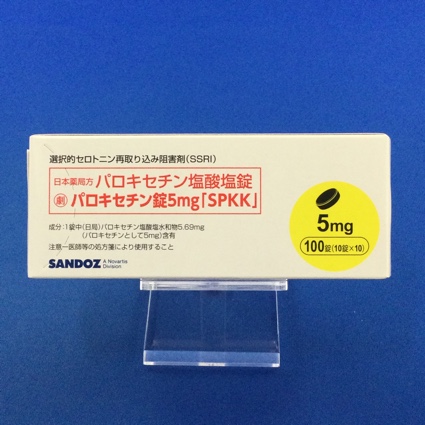 選択的セロトニン再取り込み阻害剤(SSRI)
日本薬局方 パロキセチン塩酸塩錠
劇 パロキセチン錠5mg「SPKK」
成分:1錠中(日局)パロキセチン塩酸塩水和物5.69mg
(パロキセチンとして5mg)含有
注意-医師等の処方箋により使用すること
SANDOZ A Novartis
Division
5mg
100錠(10錠×10)